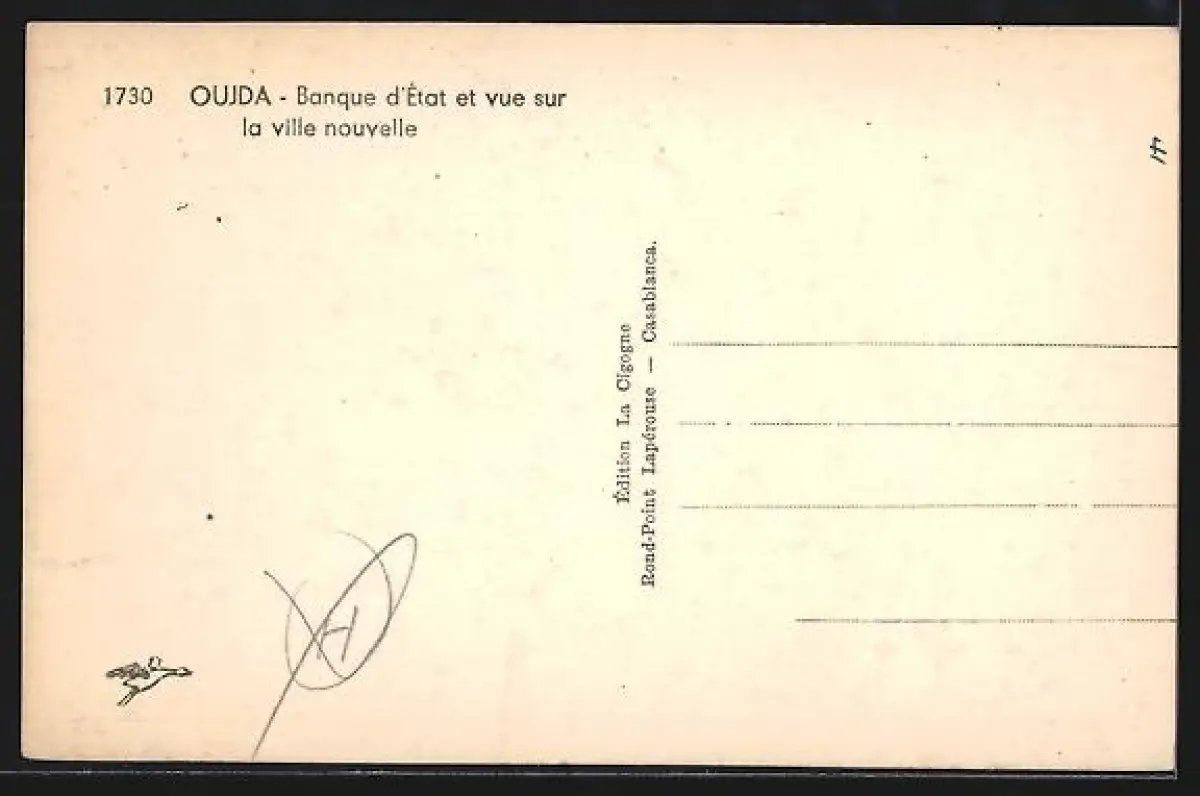 1730 OUJDA - Banque d'État et vue sur
la ville nouvelle
Édition La Cigogne
Rond-Point Lapérouse — Casablanca.
H